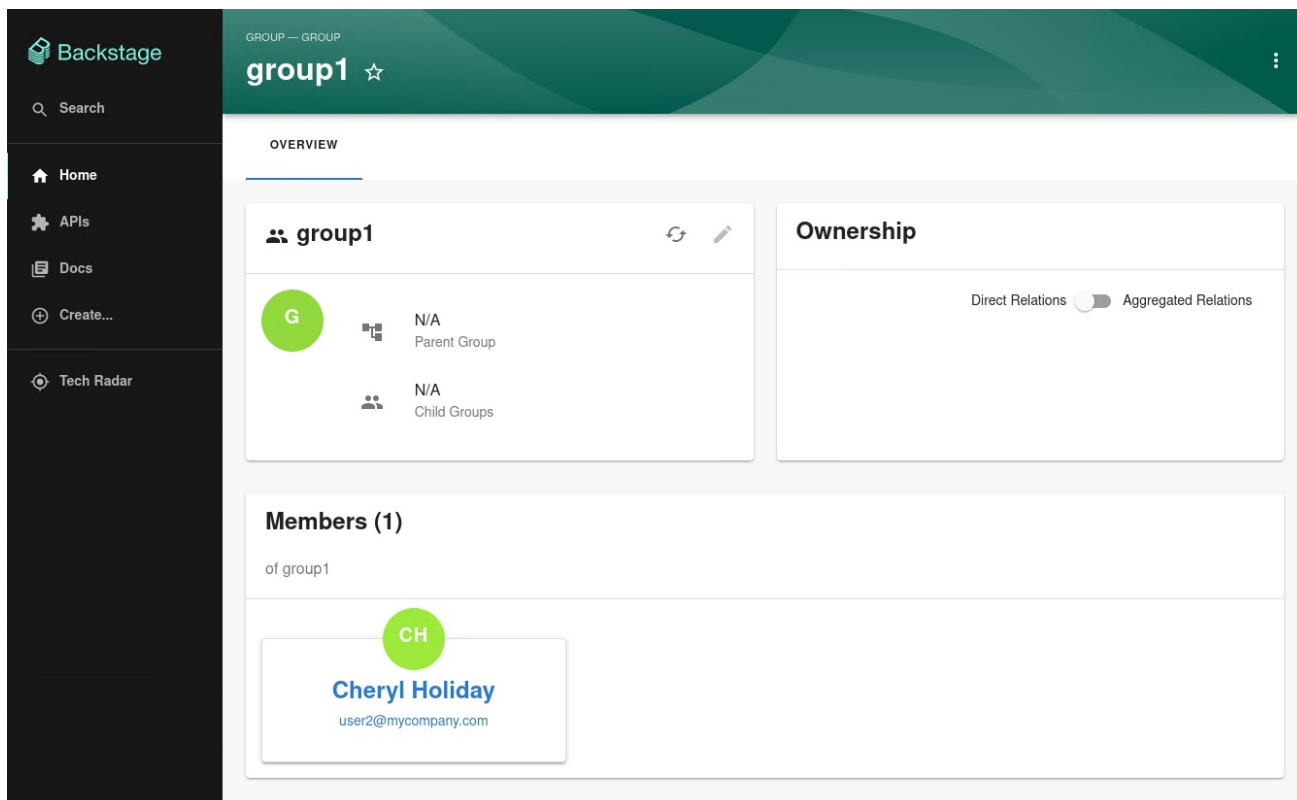 Backstage
Search
Home
APIs
Docs
Create...
Tech Radar
GROUP — GROUP
group1
OVERVIEW
group1
G
N/A
Parent Group
N/A
Child Groups
Ownership
Direct Relations Aggregated Relations
Members (1)
of group1
CH
Cheryl Holiday
user2@mycompany.com